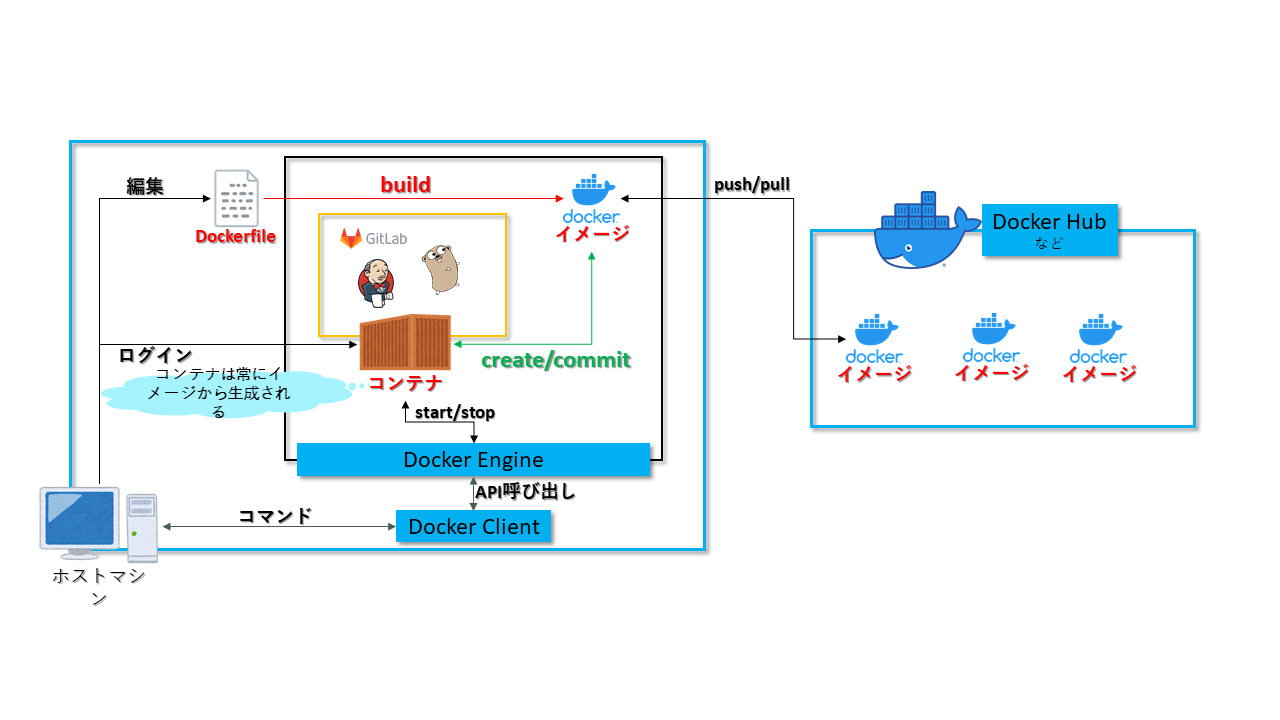 編集
build
push/pull
Dockerfile
docker
イメージ
Docker Hub
など
GitLab
ログイン
create/commit
コンテナ
コンテナは常にイ
メージから生成され
る
start/stop
docker
イメージ
docker
イメージ
docker
イメージ
Docker Engine
API呼び出し
コマンド
Docker Client
ホストマシ
ン